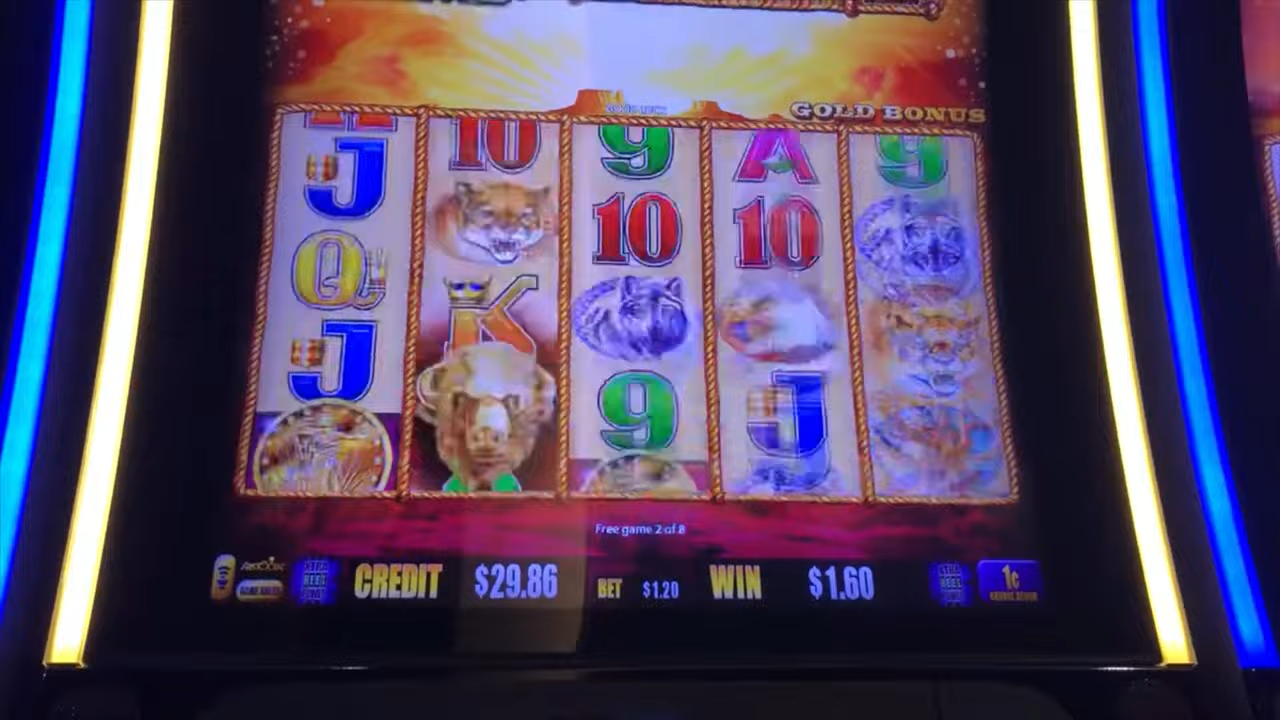 GOLD BONUS
J 10 9 A 9
Q 10 10
J K 9 J
Free game 2 of 8
CREDIT $29.86 BET $1.20 WIN $1.60 1¢